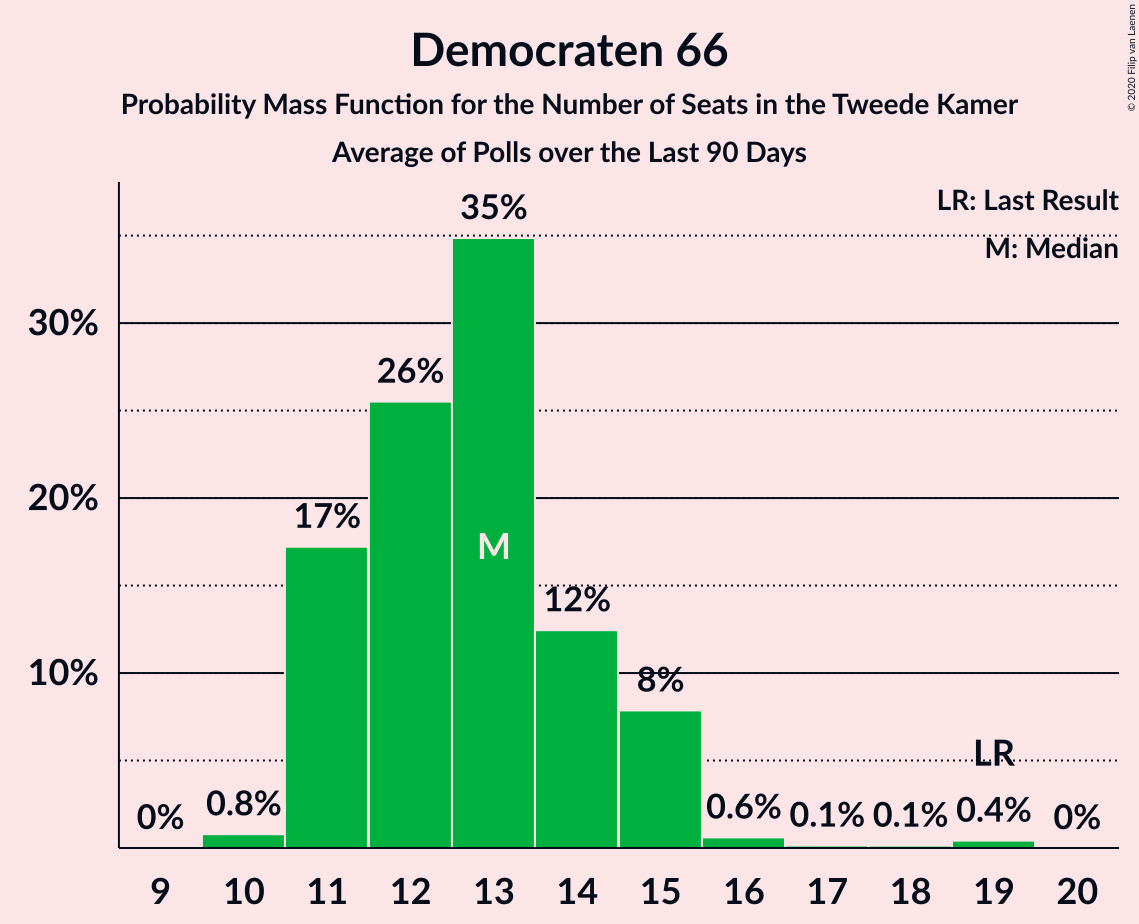 Democraten 66
Probability Mass Function for the Number of Seats in the Tweede Kamer
Average of Polls over the Last 90 Days
© 2020 Filip van Laenen
LR: Last Result
M: Median
35%
30%
26%
20%
17%
M
12%
10%
8%
LR
0%
0.8%
0.6%
0.1%
0.1%
0.4%
0%
9 10 11 12 13 14 15 16 17 18 19 20